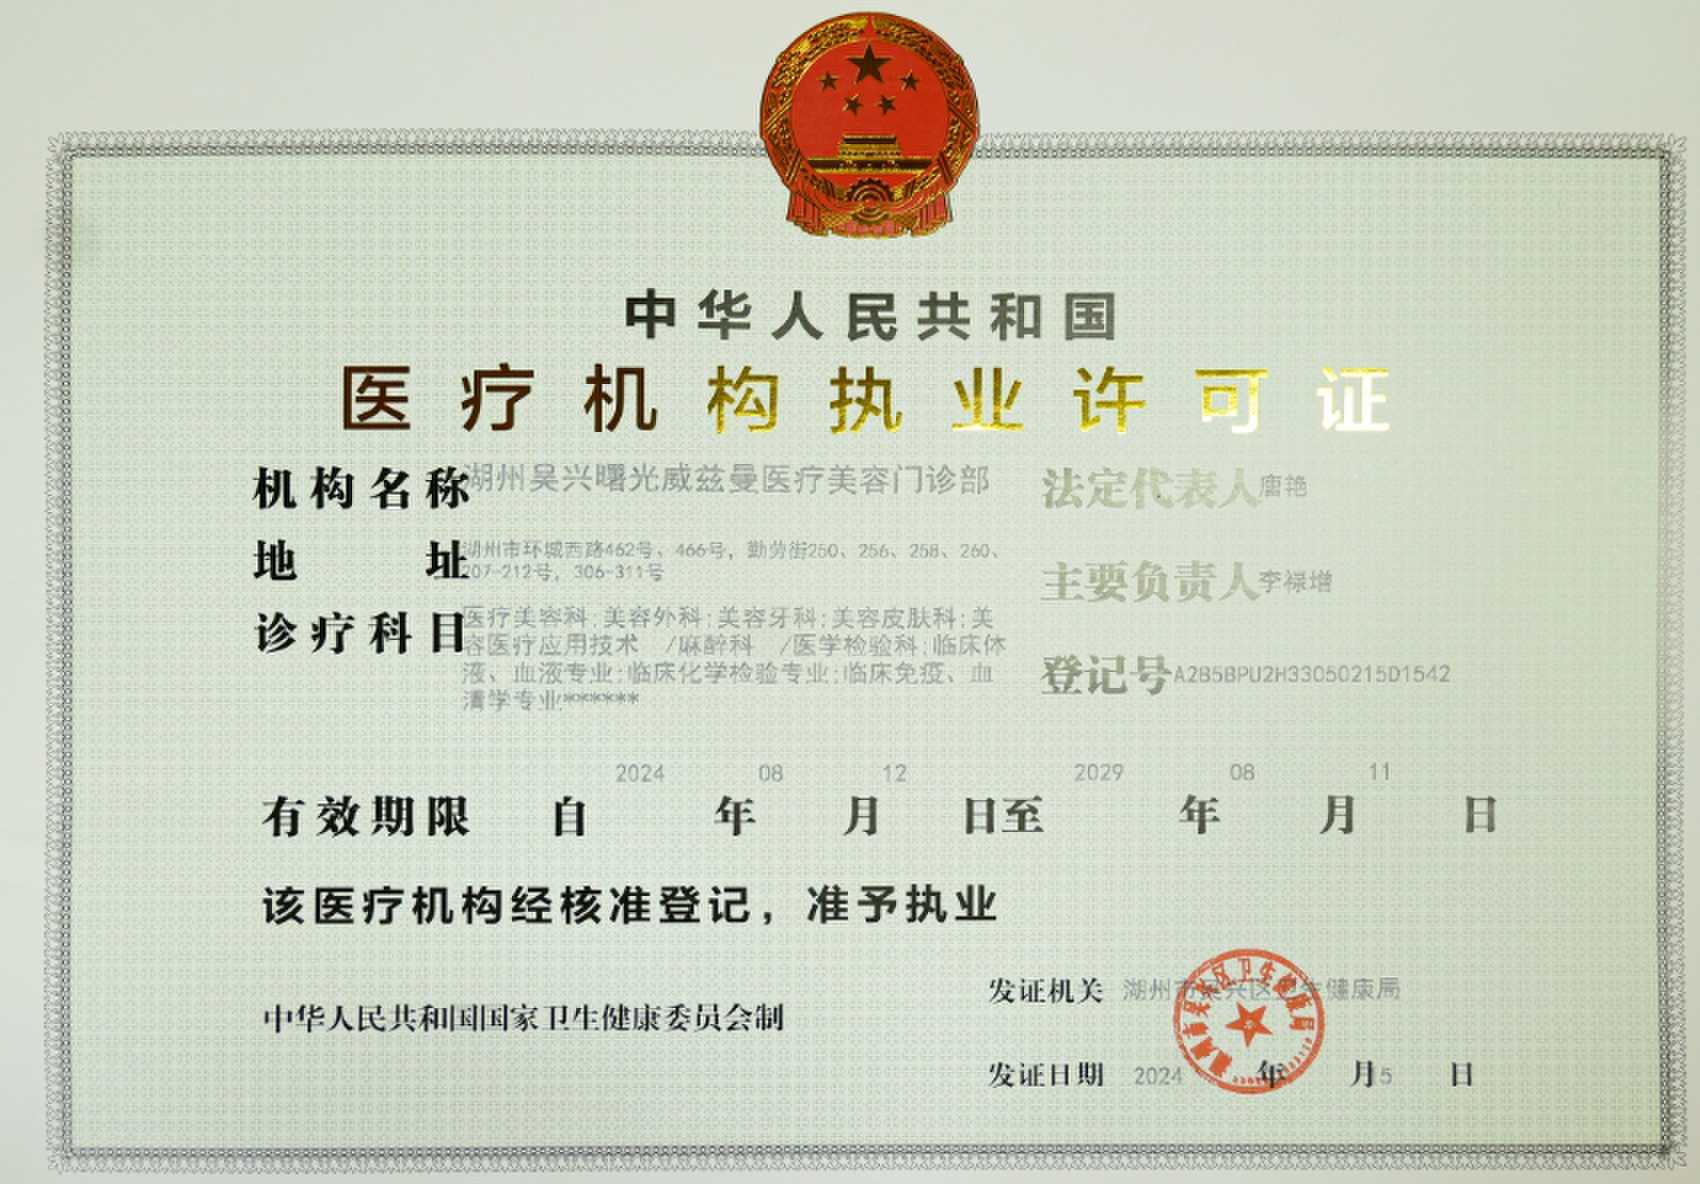 中华人民共和国
医疗机构执业许可证
机构名称 湖州吴兴曙光威兹曼医疗美容门诊部
法定代表人 唐艳
地址 湖州市环城西路462号、466号，勤劳街250、256、258、260、
207-212号，306-311号
主要负责人 李禄增
诊疗科目 医疗美容科;美容外科;美容牙科;美容皮肤科;美
容医疗应用技术 /麻醉科 /医学检验科;临床体
液、血液专业;临床化学检验专业;临床免疫、血
清学专业******
登记号 A2B5BPU2H33050215D1542
有效期限 自 2024 年 08 月 12 日至 2029 年 08 月 11 日
该医疗机构经核准登记，准予执业
发证机关 湖州市吴兴区卫生健康局
中华人民共和国国家卫生健康委员会制
发证日期 2024 年 月 5 日
湖州市吴兴区卫生健康局